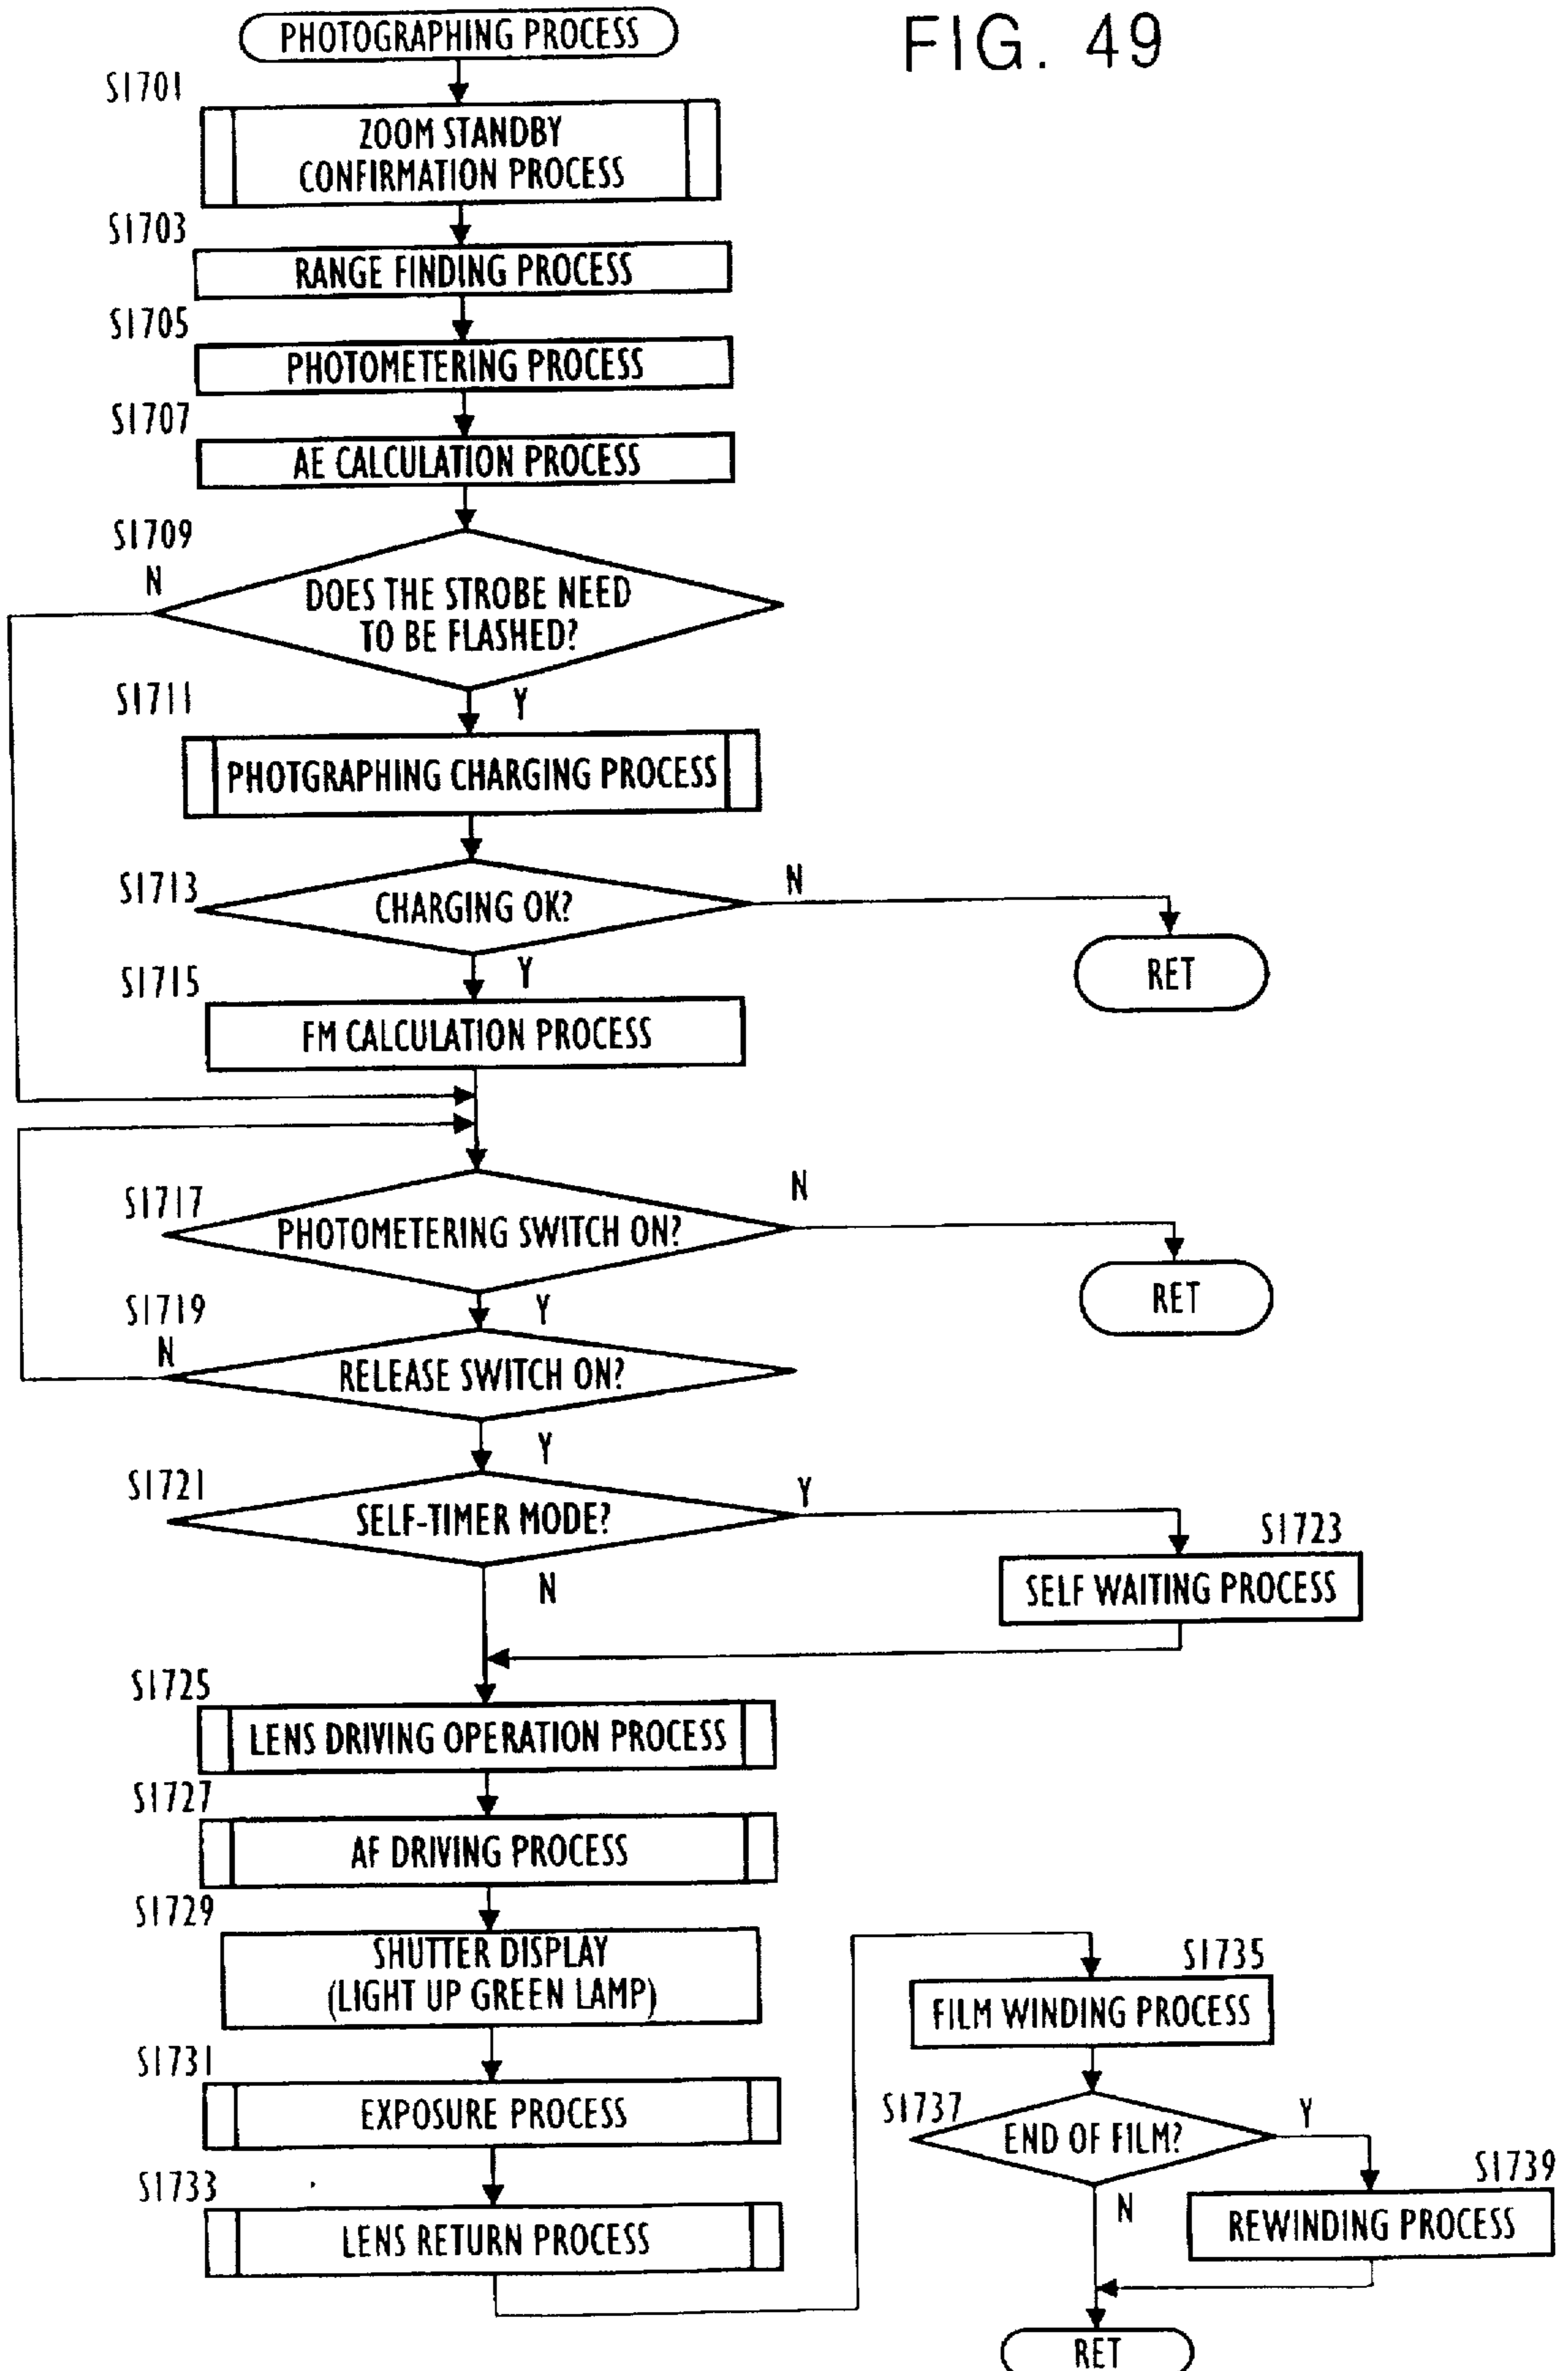 FIG. 49
PHOTOGRAPHING PROCESS
S1701
ZOOM STANDBY
CONFIRMATION PROCESS
S1703
RANGE FINDING PROCESS
S1705
PHOTOMETERING PROCESS
S1707
AE CALCULATION PROCESS
S1709
N
DOES THE STROBE NEED
TO BE FLASHED?
Y
S1711
PHOTGRAPHING CHARGING PROCESS
S1713
CHARGING OK?
N
RET
Y
S1715
FM CALCULATION PROCESS
S1717
PHOTOMETERING SWITCH ON?
N
RET
Y
S1719
N
RELEASE SWITCH ON?
Y
S1721
SELF-TIMER MODE?
Y
S1723
SELF WAITING PROCESS
N
S1725
LENS DRIVING OPERATION PROCESS
S1727
AF DRIVING PROCESS
S1729
SHUTTER DISPLAY
(LIGHT UP GREEN LAMP)
S1731
EXPOSURE PROCESS
S1733
LENS RETURN PROCESS
S1735
FILM WINDING PROCESS
S1737
END OF FILM?
Y
S1739
REWINDING PROCESS
N
RET